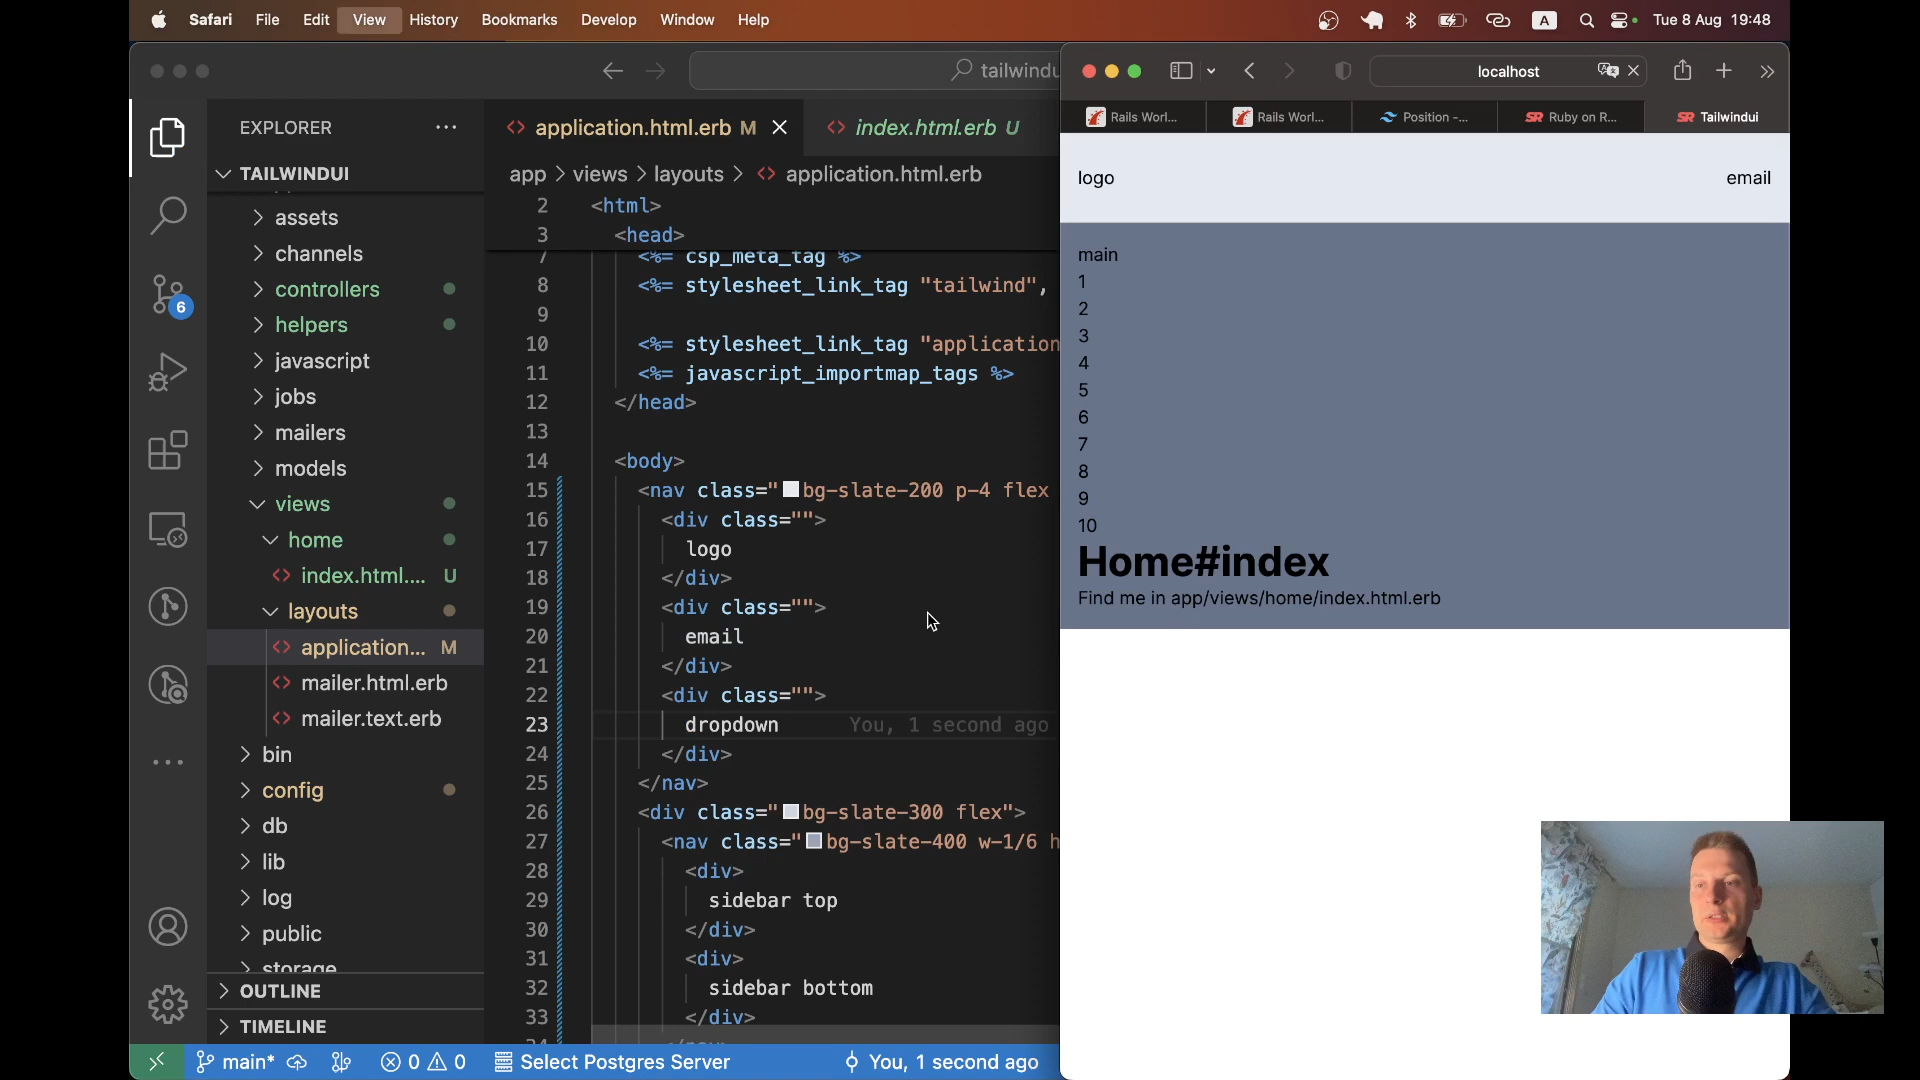 Safari File Edit View History Bookmarks Develop Window Help
A Tue 8 Aug 19:48
tailwindu
localhost
Rails Worl...
Rails Worl...
Position -...
Ruby on R...
Tailwindui
EXPLORER
TAILWINDUI
assets
channels
controllers
helpers
javascript
jobs
mailers
models
views
home
index.html.... U
layouts
application... M
mailer.html.erb
mailer.text.erb
bin
config
db
lib
log
public
storage
OUTLINE
TIMELINE
6
application.html.erb M
index.html.erb U
app > views > layouts > application.html.erb
2 <html>
3 <head>
7 <%= csp_meta_tag %>
8 <%= stylesheet_link_tag "tailwind",
9
10 <%= stylesheet_link_tag "application
11 <%= javascript_importmap_tags %>
12 </head>
13
14 <body>
15 <nav class="bg-slate-200 p-4 flex
16 <div class="">
17 logo
18 </div>
19 <div class="">
20 email
21 </div>
22 <div class="">
23 dropdown You, 1 second ago
24 </div>
25 </nav>
26 <div class="bg-slate-300 flex">
27 <nav class="bg-slate-400 w-1/6 h
28 <div>
29 sidebar top
30 </div>
31 <div>
32 sidebar bottom
33 </div>
main* 0 0 Select Postgres Server You, 1 second ago
logo
email
main
1
2
3
4
5
6
7
8
9
10
Home#index
Find me in app/views/home/index.html.erb